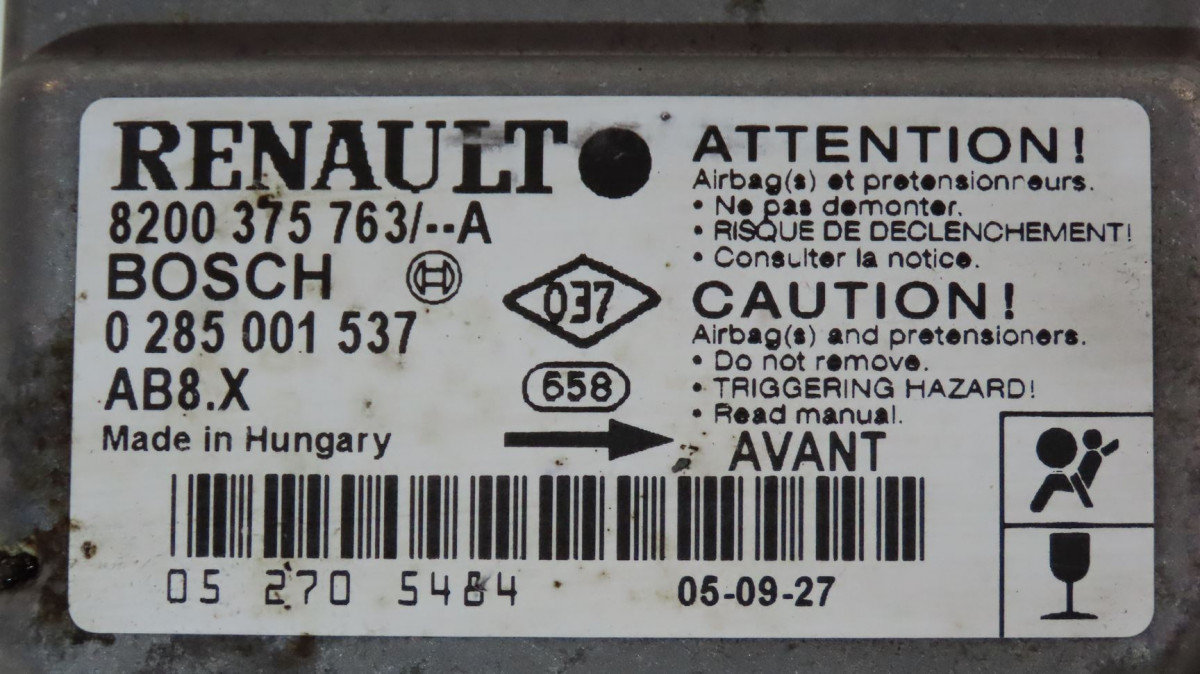 RENAULT
8200 375 763/--A
BOSCH
0 285 001 537
AB8.X
Made in Hungary
037
658
ATTENTION!
Airbag(s) et pretensionneurs.
• Ne pas demonter.
• RISQUE DE DECLENCHEMENT!
• Consulter la notice.
CAUTION!
Airbag(s) and pretensioners.
• Do not remove.
• TRIGGERING HAZARD!
• Read manual.
AVANT
05 270 5484
05-09-27